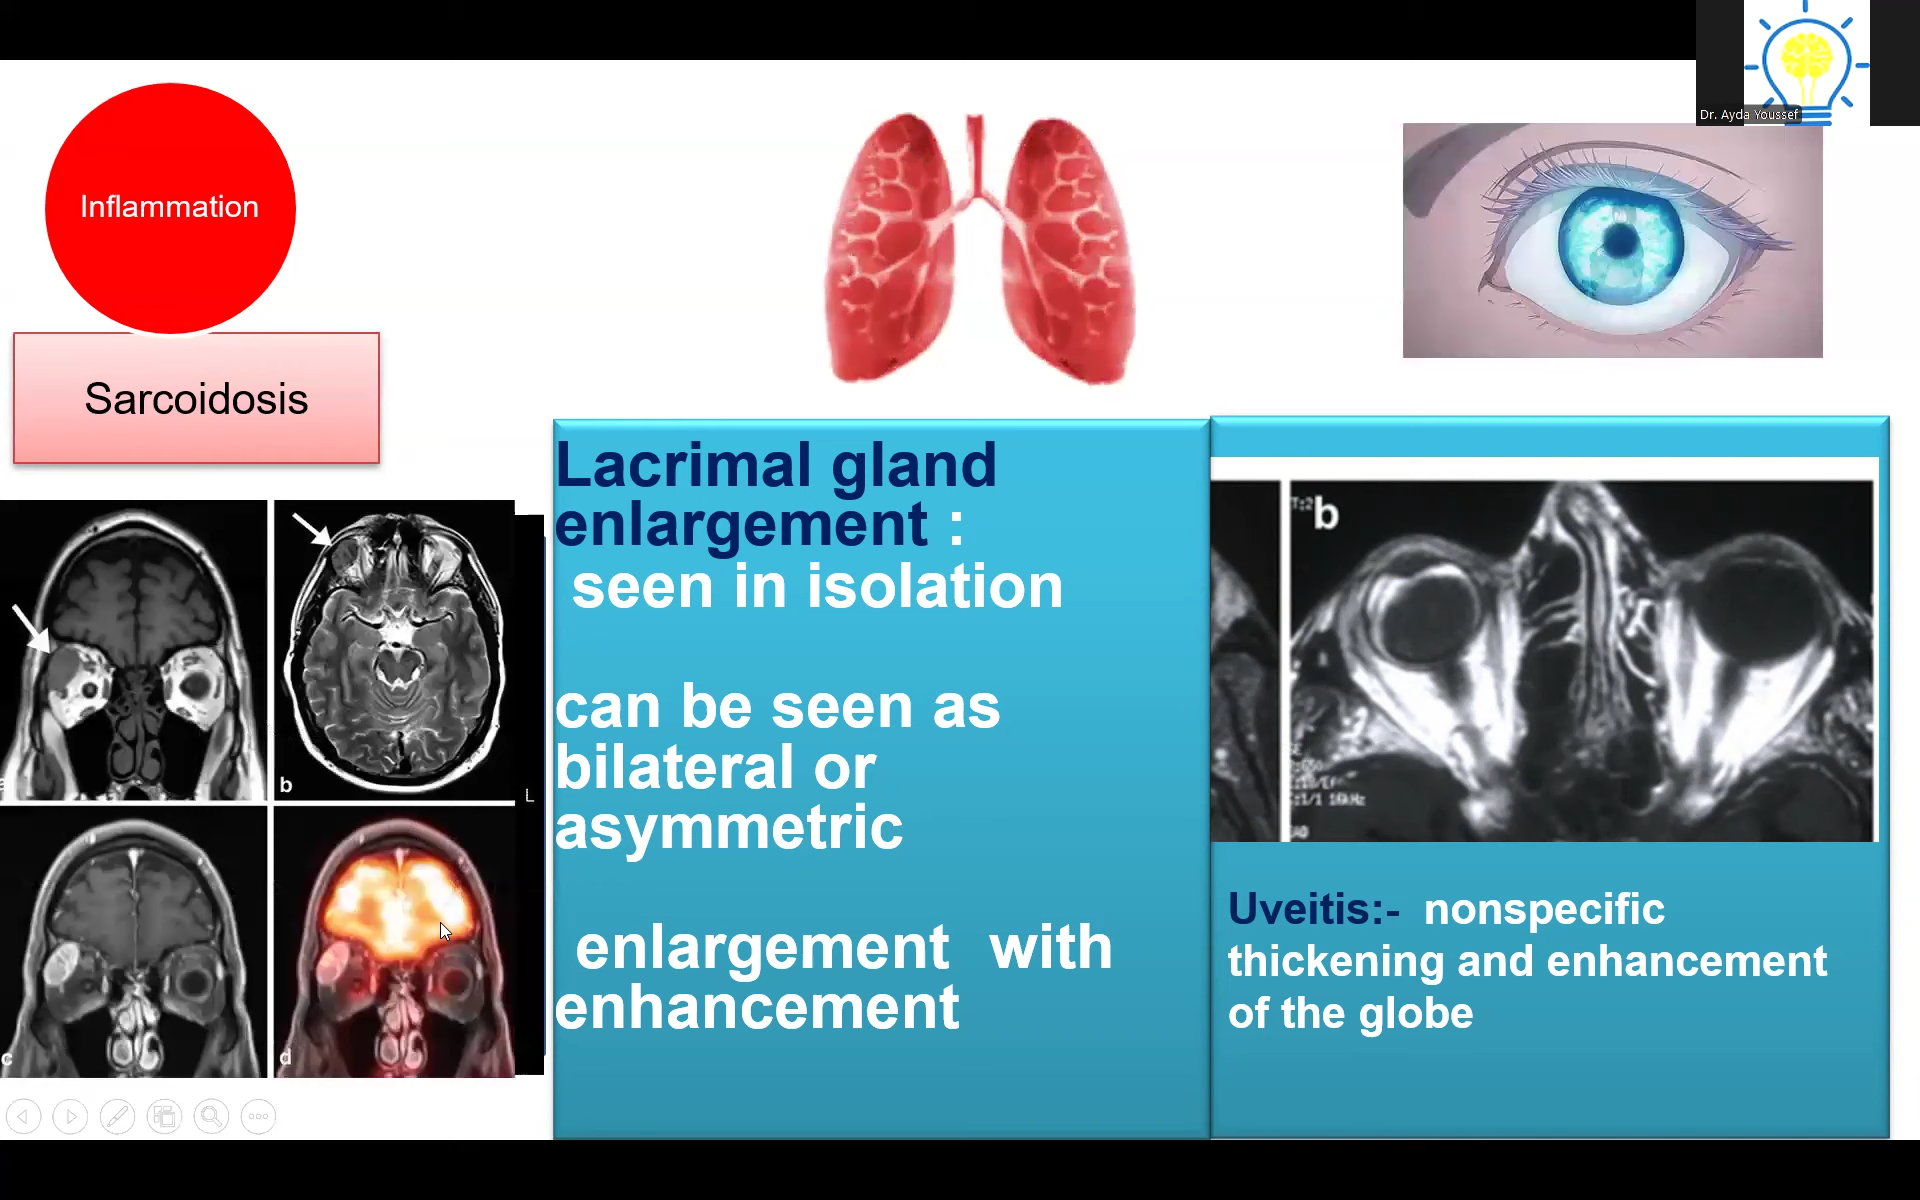 Dr. Ayda Youssef
Inflammation
Sarcoidosis
Lacrimal gland
enlargement :
seen in isolation
can be seen as
bilateral or
asymmetric
enlargement with
enhancement
b
L
c
d
b
Uveitis:- nonspecific
thickening and enhancement
of the globe